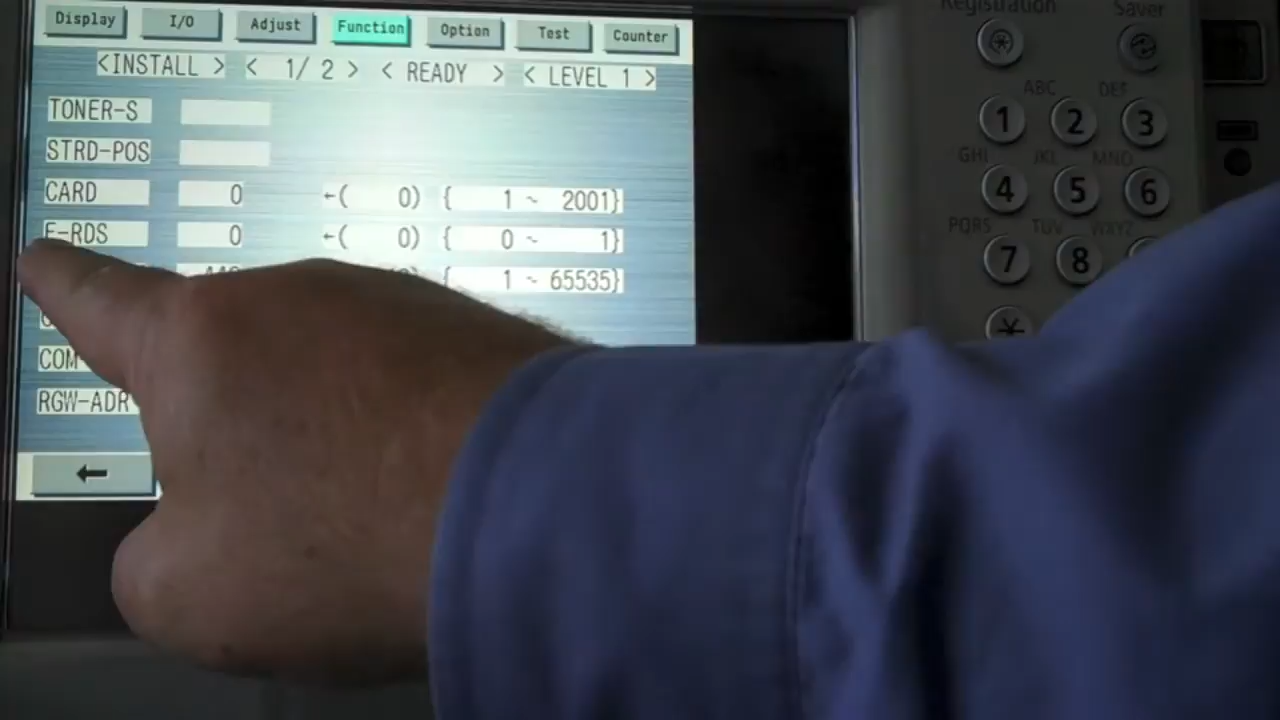 Display I/O Adjust Function Option Test Counter
<INSTALL > < 1/ 2 > < READY > < LEVEL 1 >
TONER-S
STRD-POS
CARD 0 ←( 0) { 1 ~ 2001}
E-RDS 0 ←( 0) { 0 ~ 1}
{ 1 ~ 65535}
COM-
RGW-ADR
←
Registration
Saver
ABC DEF
1 2 3
GHI JKL MNO
4 5 6
PQRS TUV WXYZ
7 8